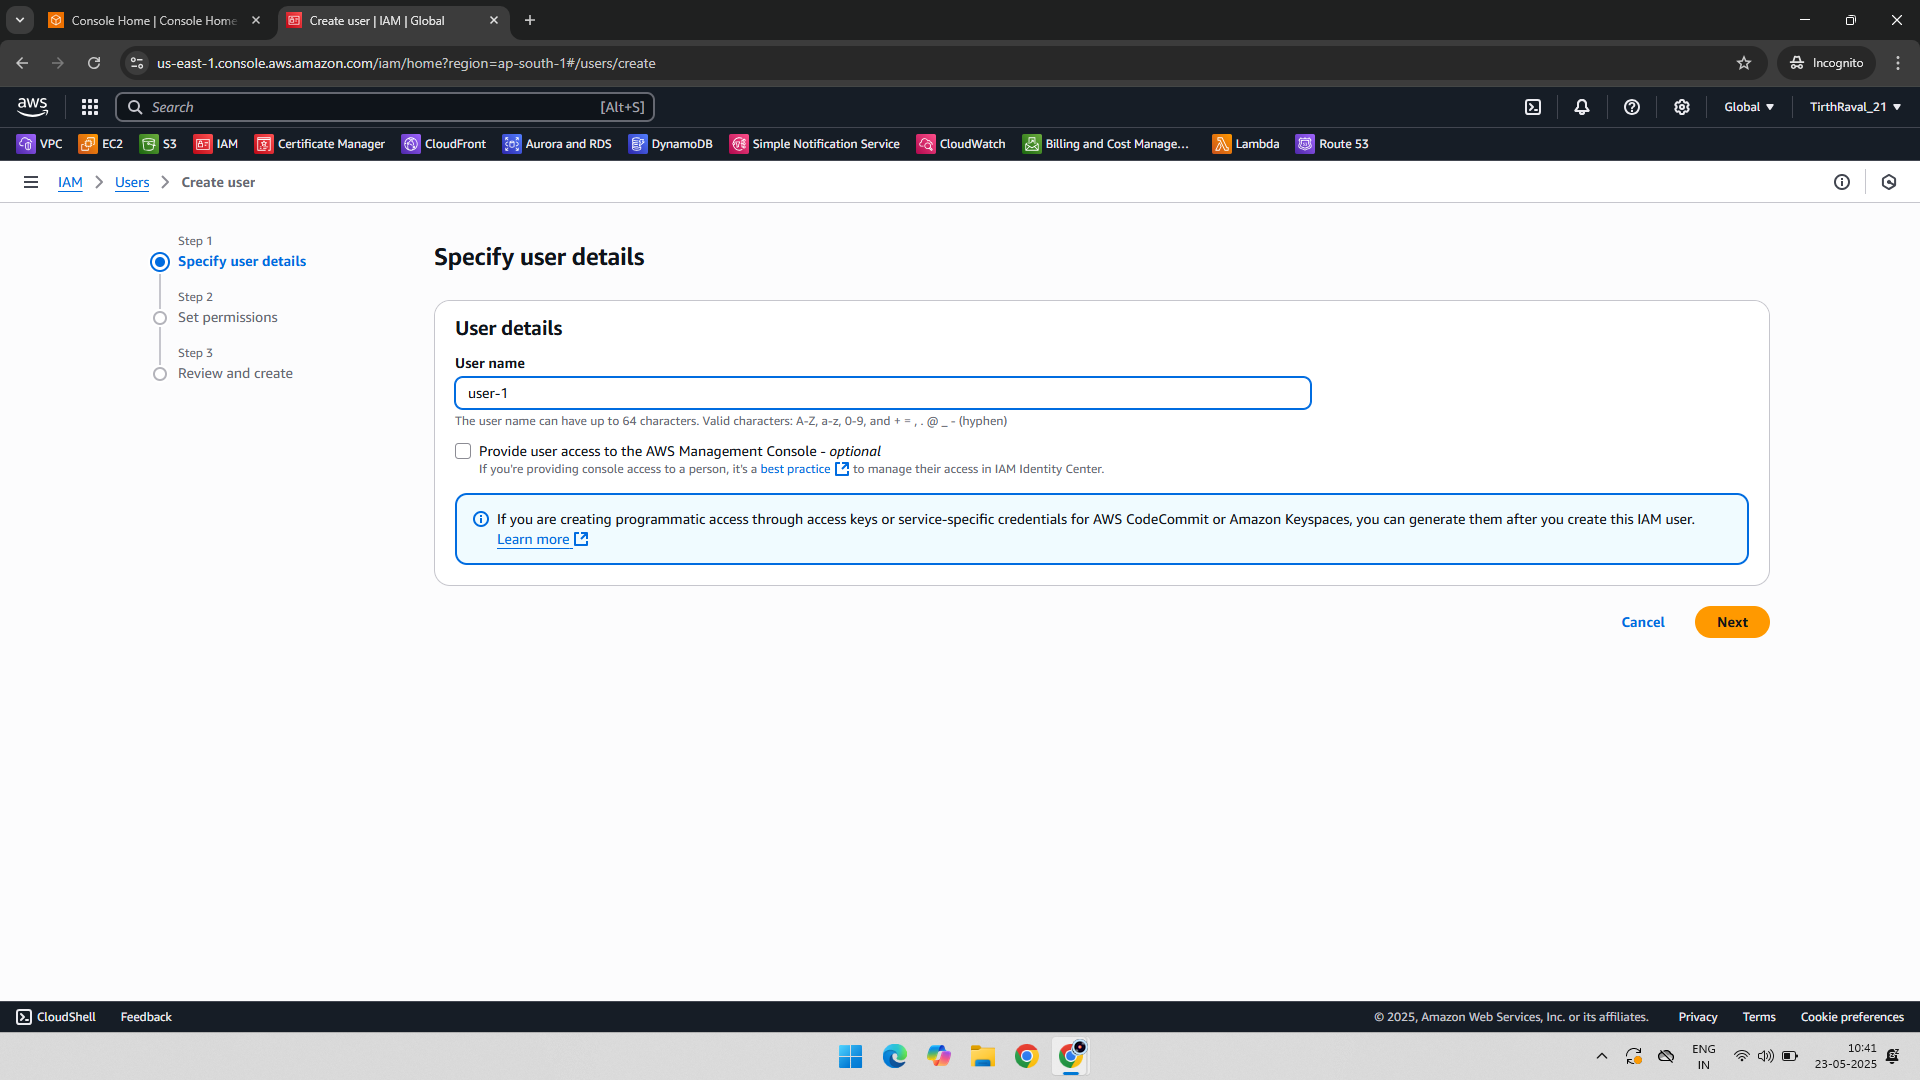 Console Home | Console Home
Create user | IAM | Global
us-east-1.console.aws.amazon.com/iam/home?region=ap-south-1#/users/create
Incognito
aws
Search
[Alt+S]
Global
TirthRaval_21
VPC
EC2
S3
IAM
Certificate Manager
CloudFront
Aurora and RDS
DynamoDB
Simple Notification Service
CloudWatch
Billing and Cost Manage...
Lambda
Route 53
IAM
Users
Create user
Step 1
Specify user details
Step 2
Set permissions
Step 3
Review and create
Specify user details
User details
User name
user-1
The user name can have up to 64 characters. Valid characters: A-Z, a-z, 0-9, and + = , . @ _ - (hyphen)
Provide user access to the AWS Management Console - optional
If you're providing console access to a person, it's a best practice to manage their access in IAM Identity Center.
If you are creating programmatic access through access keys or service-specific credentials for AWS CodeCommit or Amazon Keyspaces, you can generate them after you create this IAM user.
Learn more
Cancel
Next
CloudShell
Feedback
© 2025, Amazon Web Services, Inc. or its affiliates.
Privacy
Terms
Cookie preferences
ENG
IN
10:41
23-05-2025